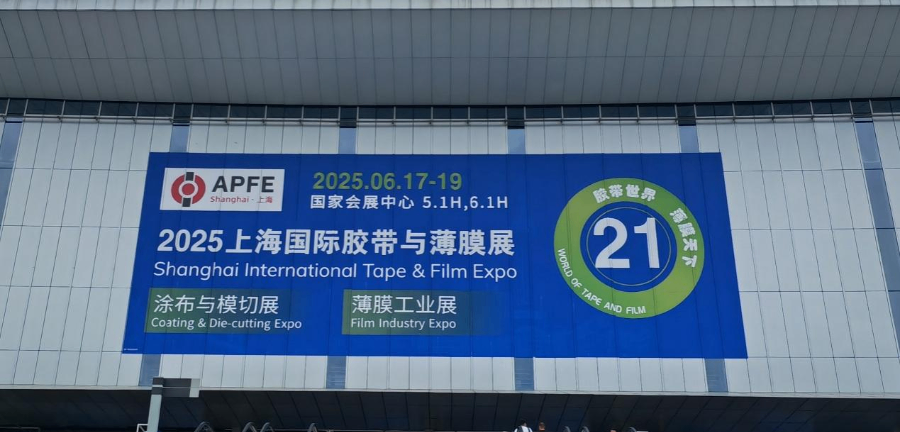 APFE
Shanghai · 上海
2025.06.17-19
国家会展中心 5.1H,6.1H
2025上海国际胶带与薄膜展
Shanghai International Tape & Film Expo
涂布与模切展
Coating & Die-cutting Expo
薄膜工业展
Film Industry Expo
胶带世界 薄膜天下
21
WORLD OF TAPE AND FILM